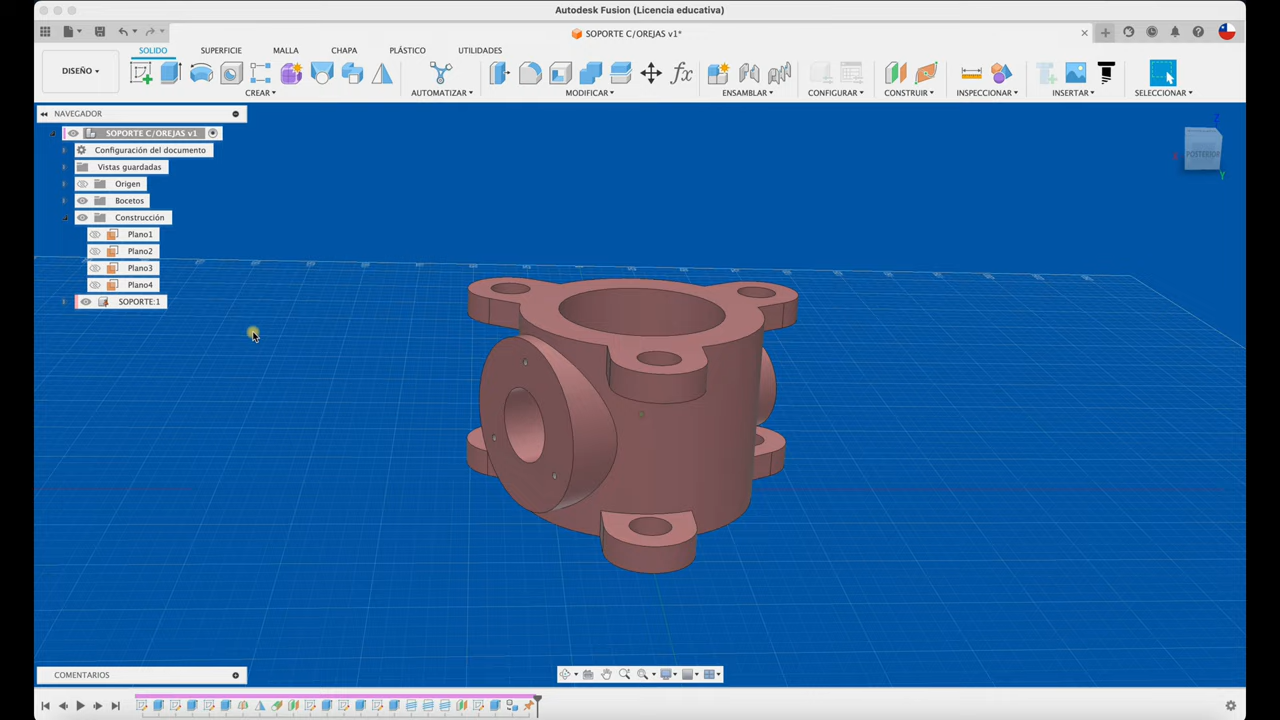 Autodesk Fusion (Licencia educativa)
SOPORTE C/OREJAS v1*
SOLIDO SUPERFICIE MALLA CHAPA PLÁSTICO UTILIDADES
DISEÑO
CREAR AUTOMATIZAR MODIFICAR ENSAMBLAR CONFIGURAR CONSTRUIR INSPECCIONAR INSERTAR SELECCIONAR
NAVEGADOR
SOPORTE C/OREJAS v1
Configuración del documento
Vistas guardadas
Origen
Bocetos
Construcción
Plano1
Plano2
Plano3
Plano4
SOPORTE:1
POSTERIOR
Z
Y
COMENTARIOS